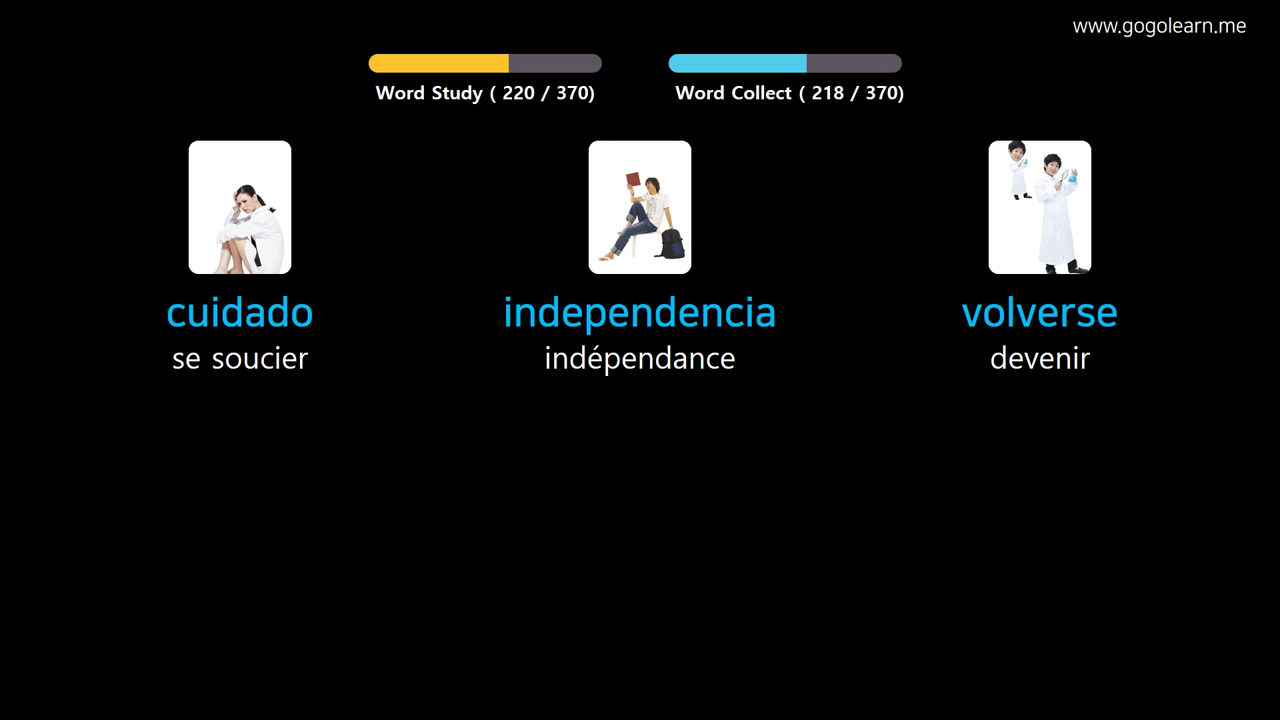 www.gogolearn.me
Word Study ( 220 / 370)
Word Collect ( 218 / 370)
cuidado
se soucier
independencia
indépendance
volverse
devenir